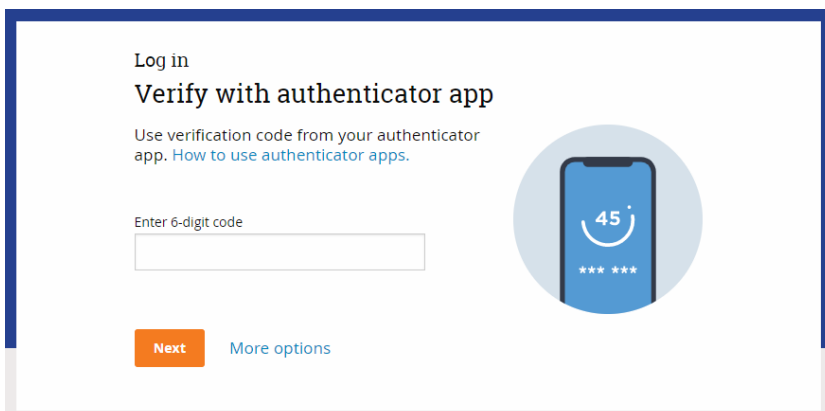 Log in
Verify with authenticator app
Use verification code from your authenticator
app. How to use authenticator apps.
45
*** ***
Enter 6-digit code
Next
More options